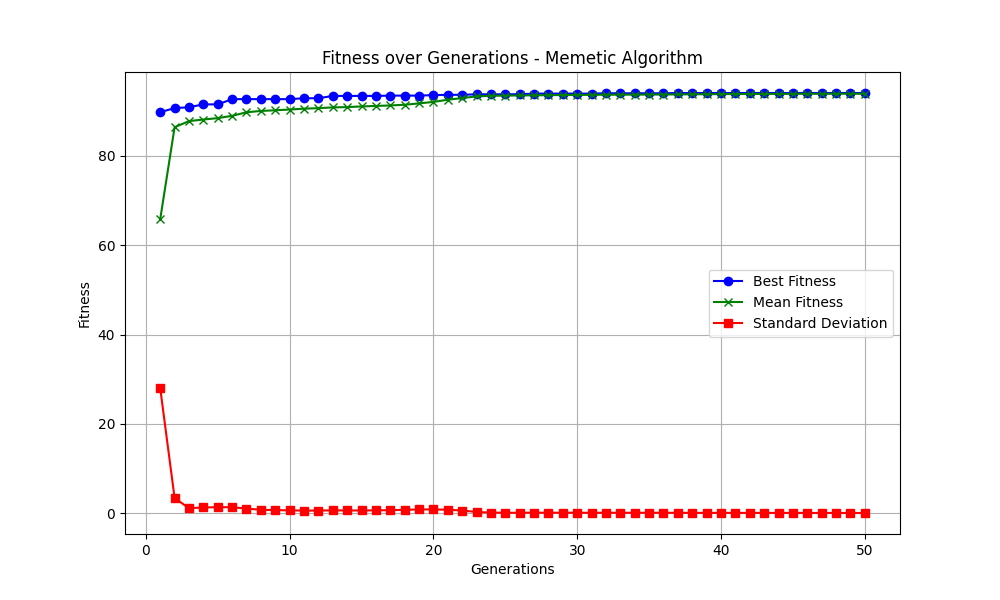 Fitness over Generations - Memetic Algorithm
Fitness
80
60
40
20
0
Best Fitness
Mean Fitness
Standard Deviation
0 10 20 30 40 50
Generations